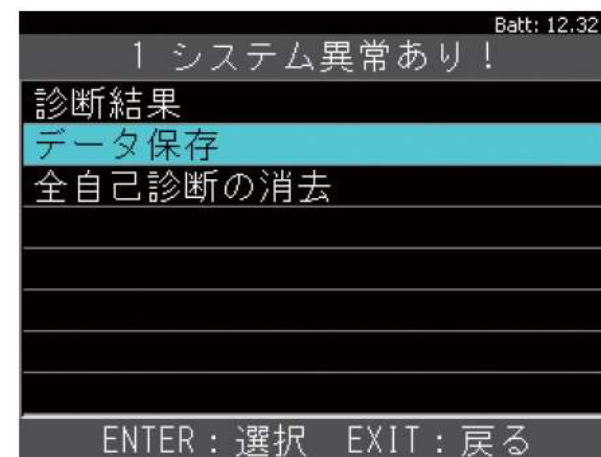 Batt: 12.32
1 システム異常あり!
診断結果
データ保存
全自己診断の消去
ENTER：選択 EXIT：戻る